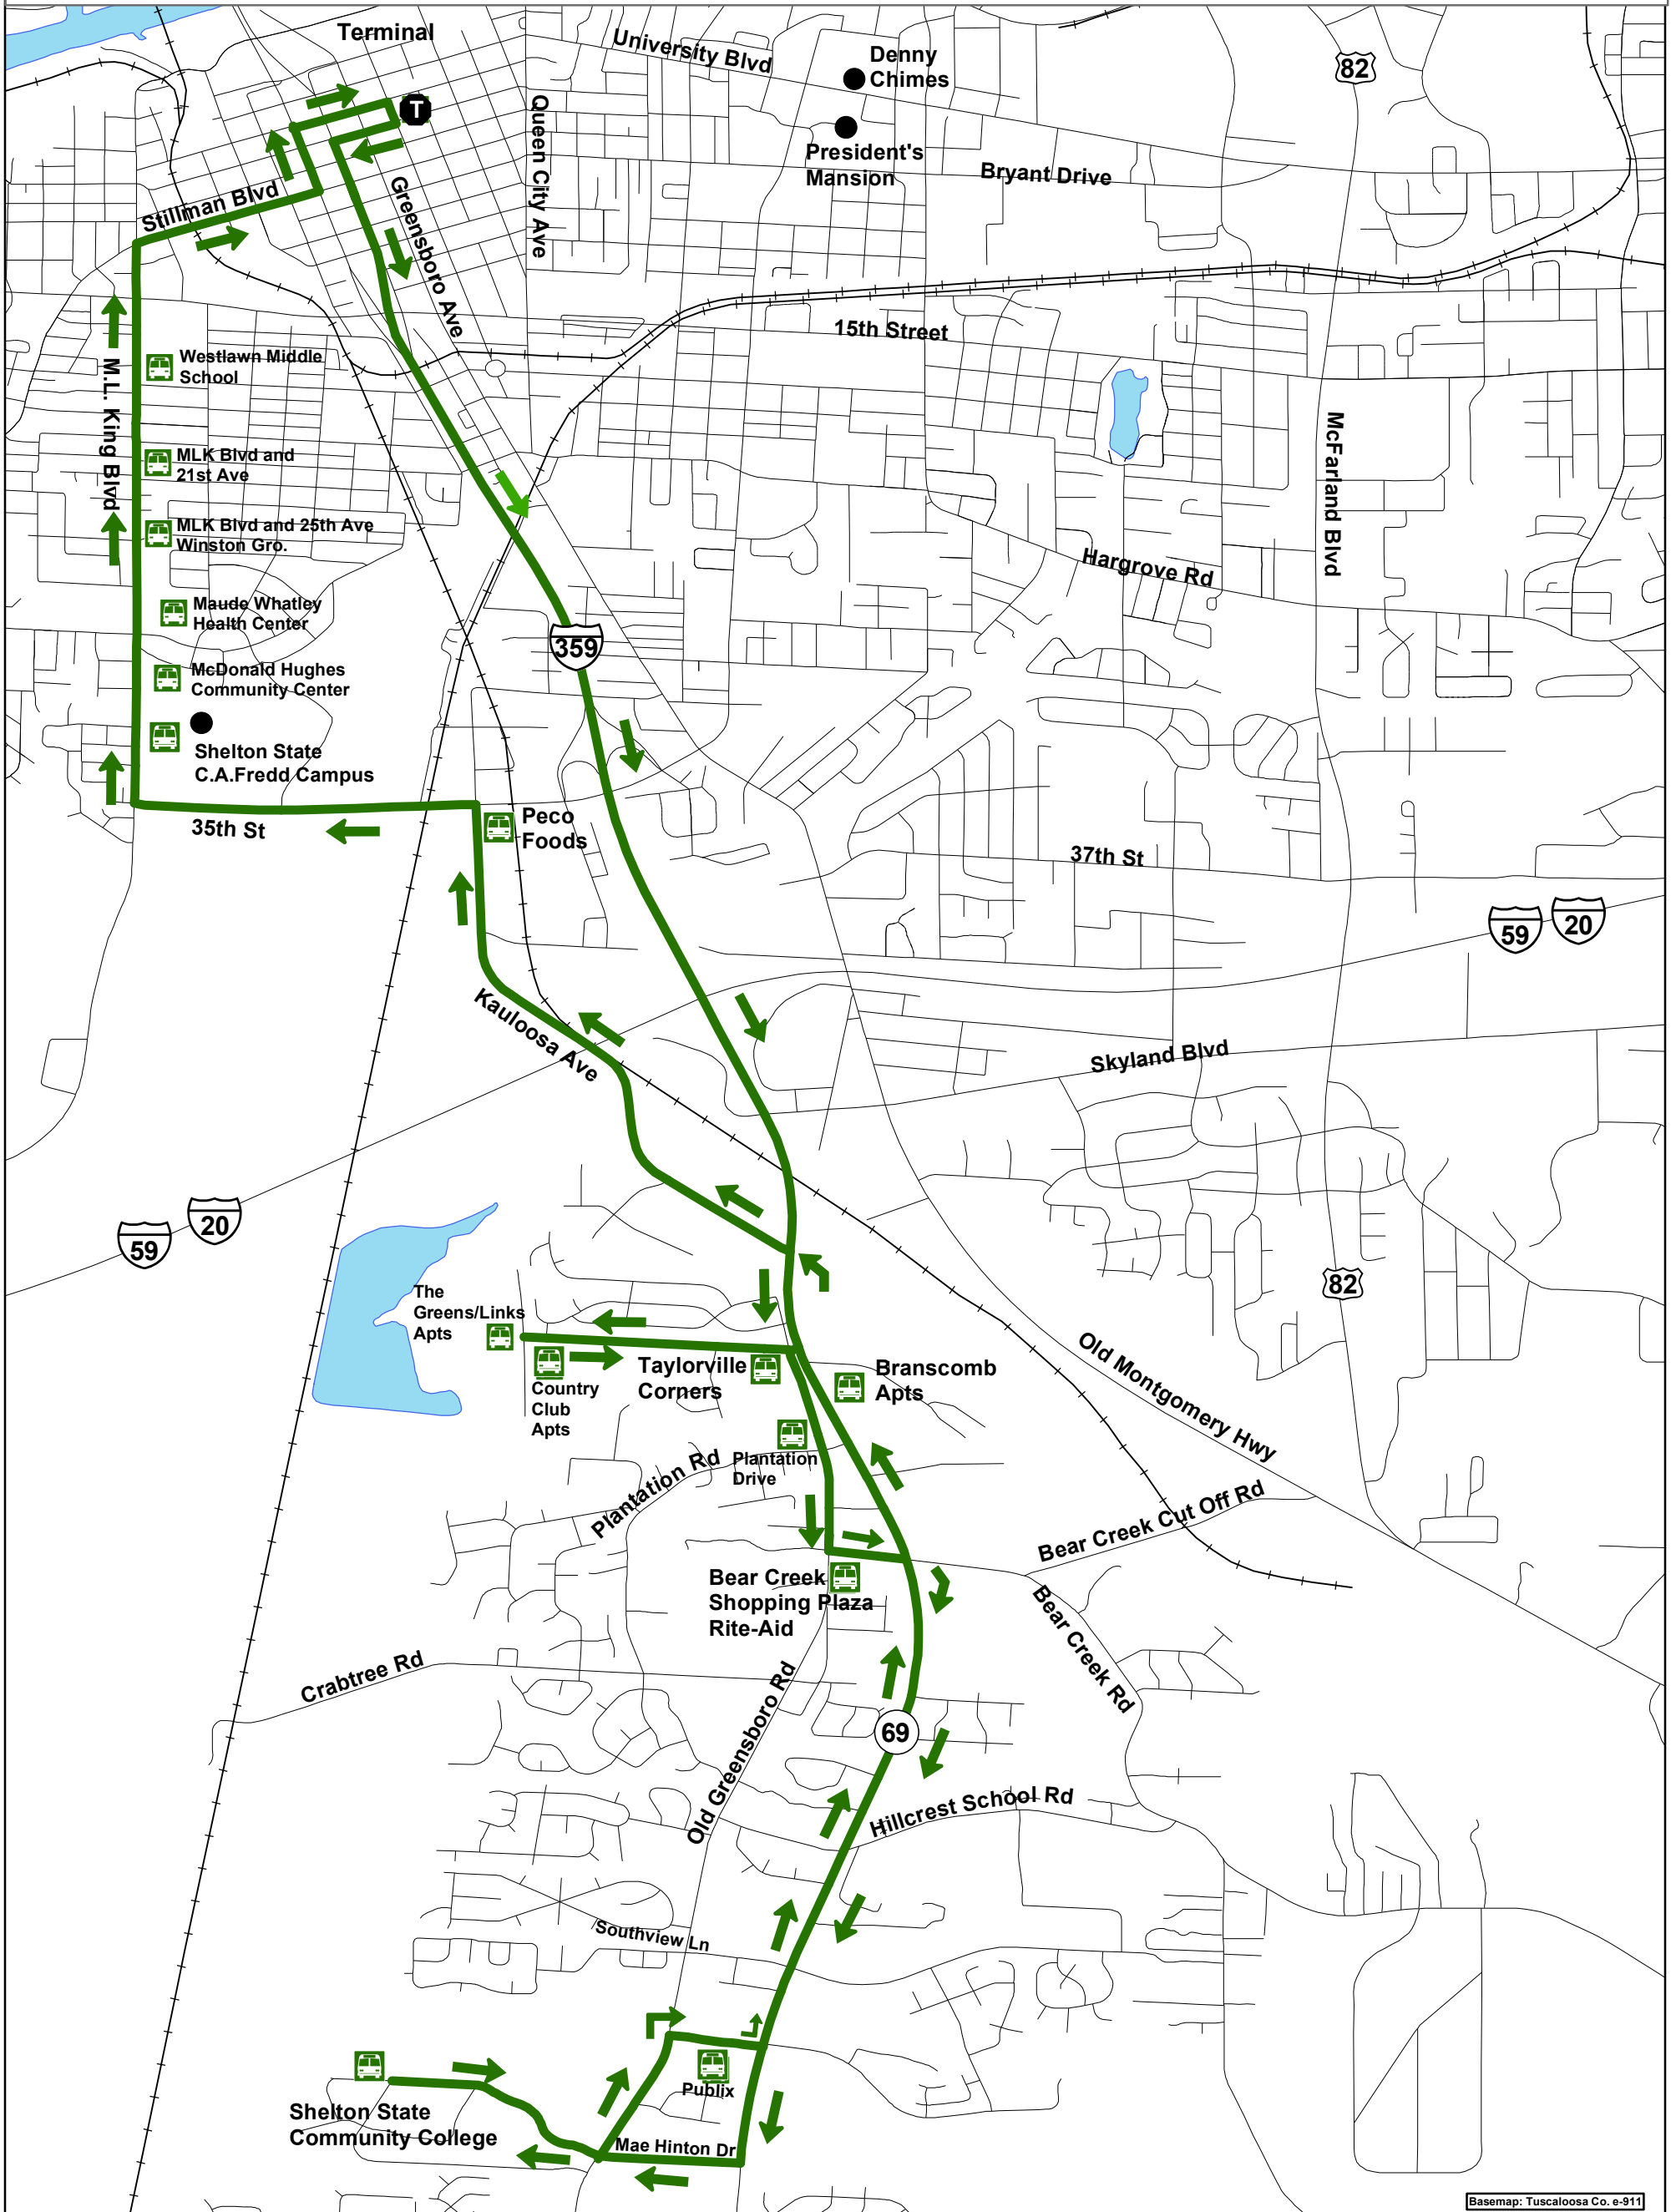 Terminal
T
University Blvd
Denny
Chimes
82
Queen City Ave
President's
Mansion
Bryant Drive
Stillman Blvd
Greensboro Ave
15th Street
Westlawn Middle
School
M.L. King Blvd
MLK Blvd and
21st Ave
McFarland Blvd
MLK Blvd and 25th Ave
Winston Gro.
Hargrove Rd
Maude Whatley
Health Center
359
McDonald Hughes
Community Center
Shelton State
C.A.Fredd Campus
35th St
Peco
Foods
37th St
59
20
Kauloosa Ave
Skyland Blvd
20
59
82
The
Greens/Links
Apts
Country
Club
Apts
Taylorville
Corners
Branscomb
Apts
Old Montgomery Hwy
Plantation Rd
Plantation
Drive
Bear Creek Cut Off Rd
Bear Creek
Shopping Plaza
Rite-Aid
Bear Creek Rd
Crabtree Rd
Old Greensboro Rd
69
Hillcrest School Rd
Southview Ln
Publix
Shelton State
Community College
Mae Hinton Dr
Basemap: Tuscaloosa Co. e-911